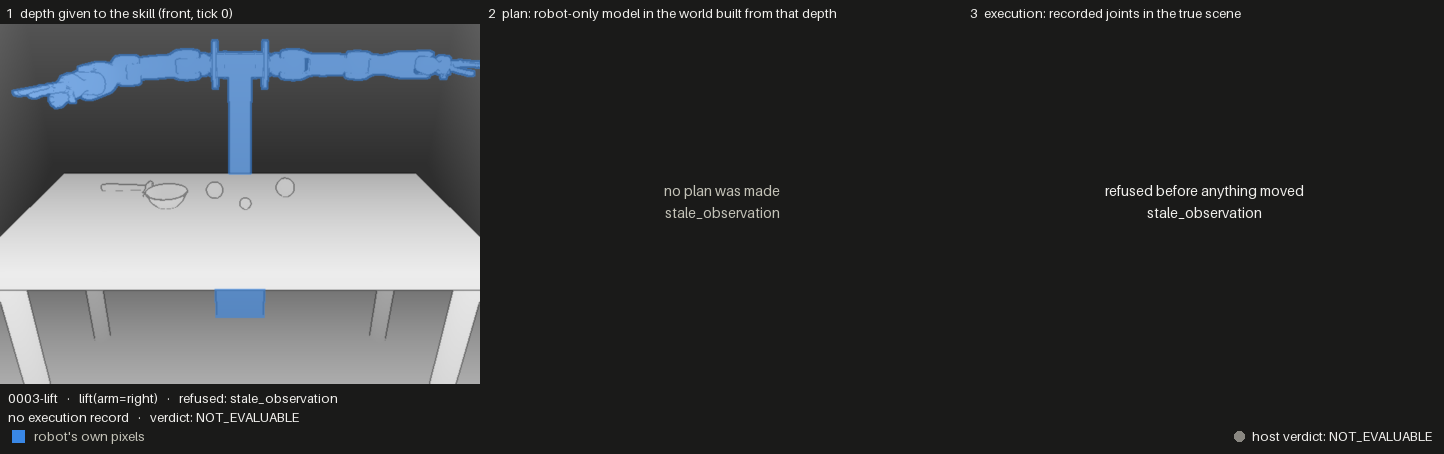 1 depth given to the skill (front, tick 0)
2 plan: robot-only model in the world built from that depth
3 execution: recorded joints in the true scene
no plan was made
stale_observation
refused before anything moved
stale_observation
0003-lift · lift(arm=right) · refused: stale_observation
no execution record · verdict: NOT_EVALUABLE
robot's own pixels
host verdict: NOT_EVALUABLE